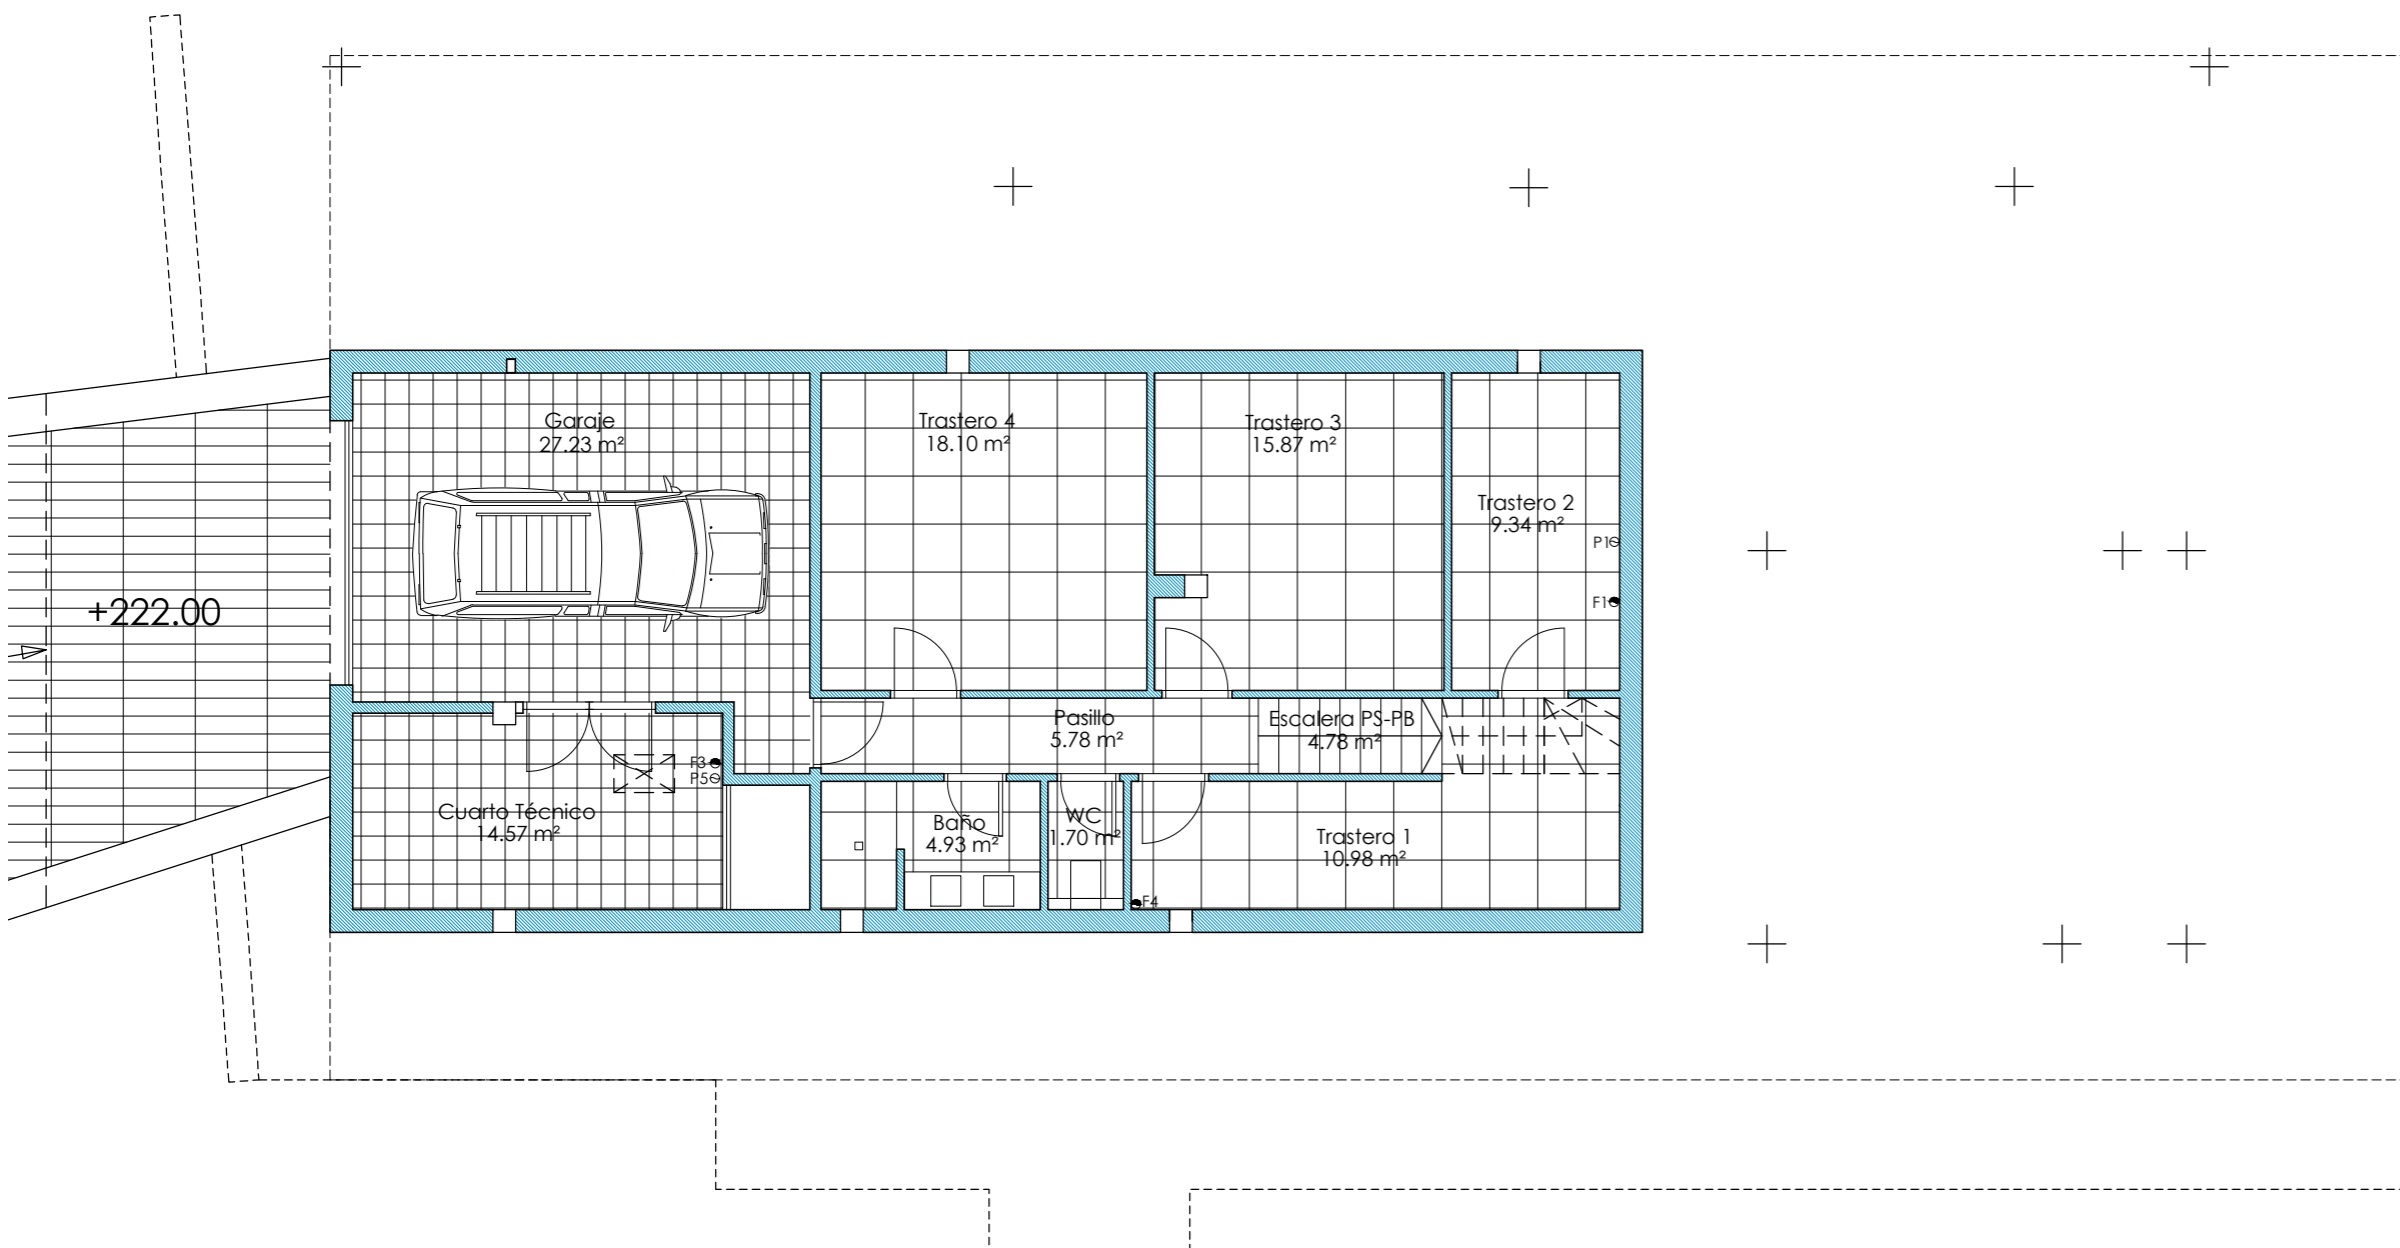 Garaje
27.23 m²
Trastero 4
18.10 m²
Trastero 3
15.87 m²
Trastero 2
9.34 m²
P1
F1
+222.00
Pasillo
5.78 m²
Escalera PS-PB
4.78 m²
F3
P5
Cuarto Técnico
14.57 m²
Baño
4.93 m²
WC
1.70 m²
Trastero 1
10.98 m²
F4